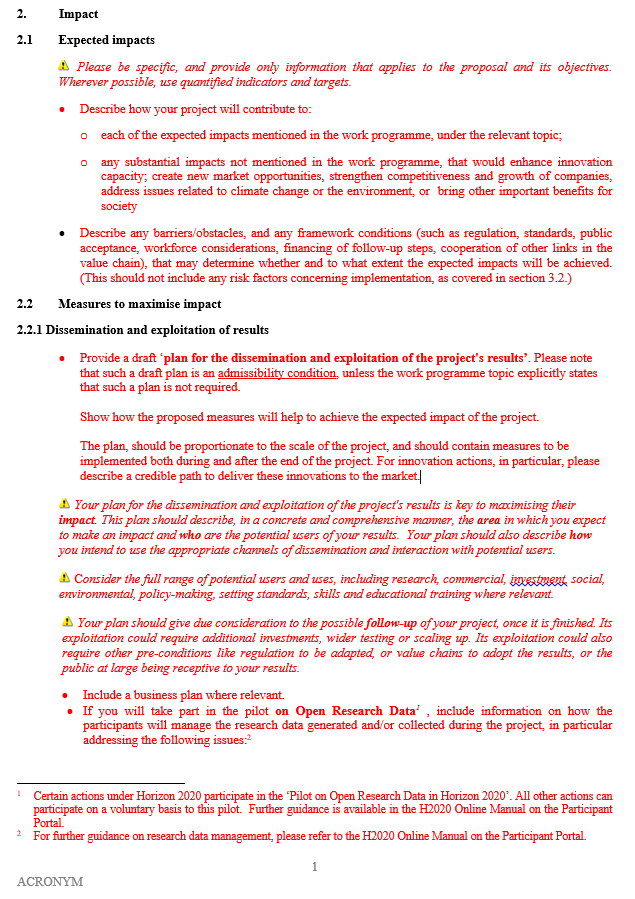 2. Impact
2.1 Expected impacts
Please be specific, and provide only information that applies to the proposal and its objectives.
Wherever possible, use quantified indicators and targets.
• Describe how your project will contribute to:
o each of the expected impacts mentioned in the work programme, under the relevant topic;
o any substantial impacts not mentioned in the work programme, that would enhance innovation
capacity; create new market opportunities, strengthen competitiveness and growth of companies,
address issues related to climate change or the environment, or bring other important benefits for
society
• Describe any barriers/obstacles, and any framework conditions (such as regulation, standards, public
acceptance, workforce considerations, financing of follow-up steps, cooperation of other links in the
value chain), that may determine whether and to what extent the expected impacts will be achieved.
(This should not include any risk factors concerning implementation, as covered in section 3.2.)
2.2 Measures to maximise impact
2.2.1 Dissemination and exploitation of results
• Provide a draft ‘plan for the dissemination and exploitation of the project's results’. Please note
that such a draft plan is an admissibility condition, unless the work programme topic explicitly states
that such a plan is not required.
Show how the proposed measures will help to achieve the expected impact of the project.
The plan, should be proportionate to the scale of the project, and should contain measures to be
implemented both during and after the end of the project. For innovation actions, in particular, please
describe a credible path to deliver these innovations to the market.
Your plan for the dissemination and exploitation of the project's results is key to maximising their
impact. This plan should describe, in a concrete and comprehensive manner, the area in which you expect
to make an impact and who are the potential users of your results. Your plan should also describe how
you intend to use the appropriate channels of dissemination and interaction with potential users.
Consider the full range of potential users and uses, including research, commercial, investment, social,
environmental, policy-making, setting standards, skills and educational training where relevant.
Your plan should give due consideration to the possible follow-up of your project, once it is finished. Its
exploitation could require additional investments, wider testing or scaling up. Its exploitation could also
require other pre-conditions like regulation to be adapted, or value chains to adopt the results, or the
public at large being receptive to your results.
• Include a business plan where relevant.
• If you will take part in the pilot on Open Research Data1 , include information on how the
participants will manage the research data generated and/or collected during the project, in particular
addressing the following issues:2
1 Certain actions under Horizon 2020 participate in the ‘Pilot on Open Research Data in Horizon 2020’. All other actions can
participate on a voluntary basis to this pilot. Further guidance is available in the H2020 Online Manual on the Participant
Portal.
2 For further guidance on research data management, please refer to the H2020 Online Manual on the Participant Portal.
1
ACRONYM